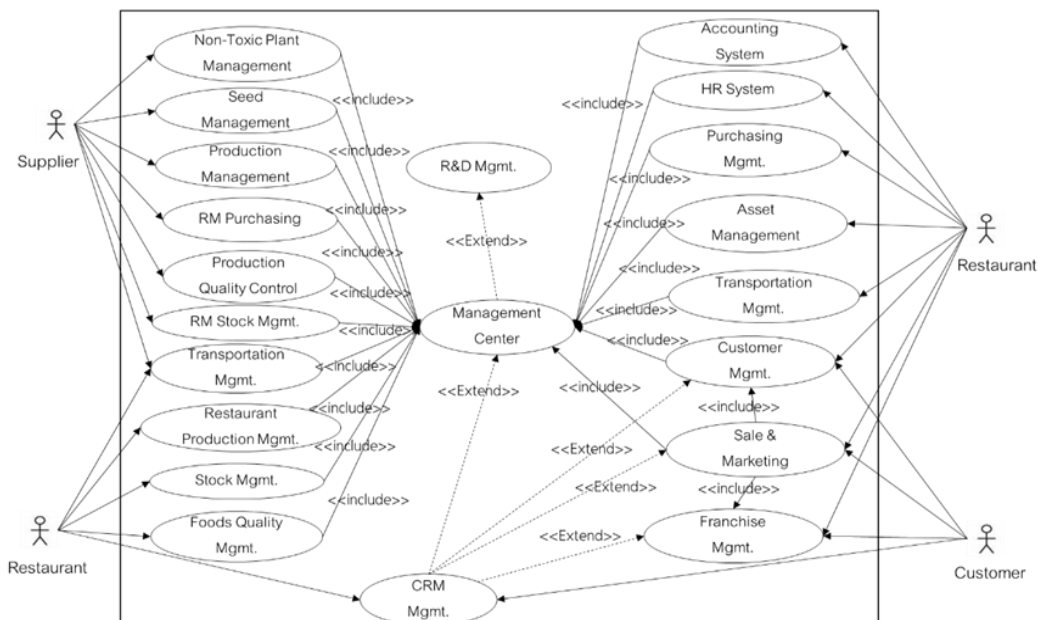 Non-Toxic Plant
Management
Seed
Management
Production
Management
RM Purchasing
Production
Quality Control
RM Stock Mgmt.
Transportation
Mgmt.
Restaurant
Production Mgmt.
Stock Mgmt.
Foods Quality
Mgmt.
Supplier
Restaurant
<<include>>
<<include>>
<<include>>
<<include>>
<<include>>
<<include>>
<<include>>
<<include>>
<<include>>
R&D Mgmt.
<<Extend>>
Management
Center
<<Extend>>
CRM
Mgmt.
<<Extend>>
<<Extend>>
<<Extend>>
<<include>>
<<include>>
<<include>>
<<include>>
<<include>>
<<include>>
<<include>>
<<include>>
<<include>>
Accounting
System
HR System
Purchasing
Mgmt.
Asset
Management
Transportation
Mgmt.
Customer
Mgmt.
Sale &
Marketing
Franchise
Mgmt.
Restaurant
Customer